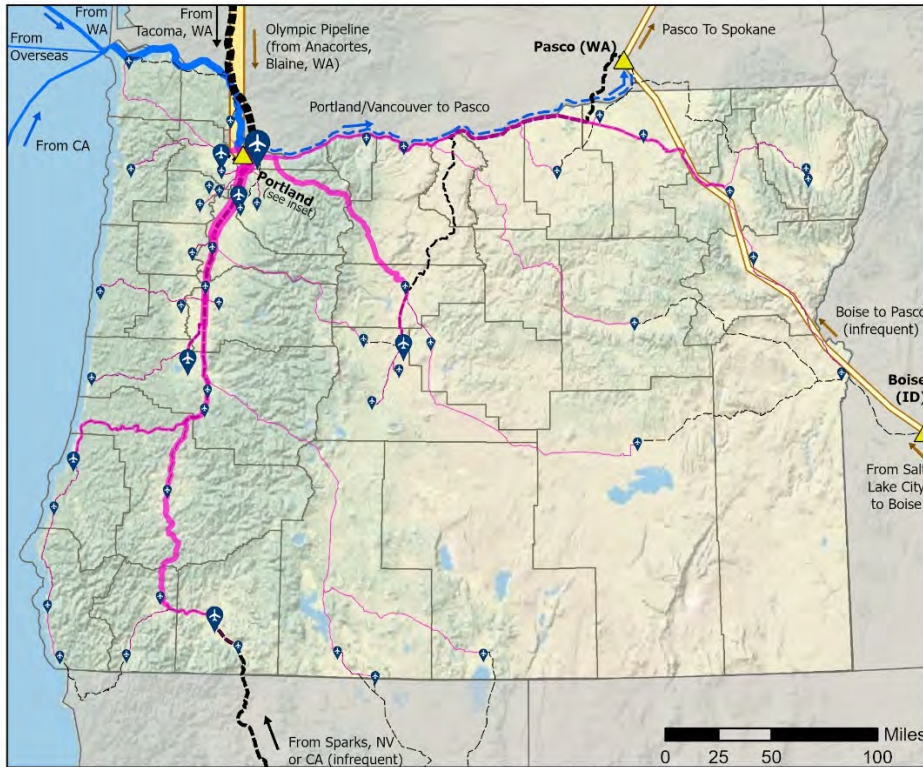 From
WA
From
Overseas
From CA
From
Tacoma, WA
Olympic Pipeline
(from Anacortes,
Blaine, WA)
Portland/Vancouver to Pasco
Pasco (WA)
Pasco To Spokane
Portland
(see inset)
Boise to Pasco
(infrequent)
Boise
(ID)
From Salt
Lake City
to Boise
From Sparks, NV
or CA (infrequent)
Miles
0 25 50 100